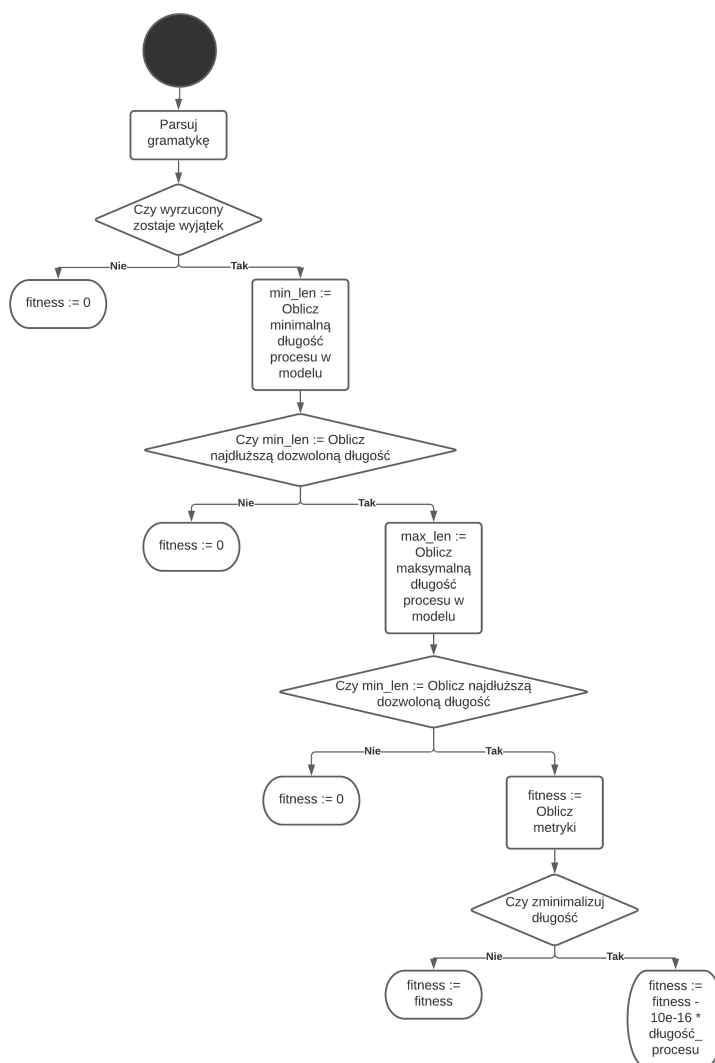 Parsuj
gramatykę
Czy wyrzucony
zostaje wyjątek
Nie
Tak
fitness := 0
min_len :=
Oblicz
minimalną
długość
procesu w
modelu
Czy min_len := Oblicz
najdłuższą dozwoloną długość
Nie
Tak
fitness := 0
max_len :=
Oblicz
maksymalną
długość
procesu w
modelu
Czy min_len := Oblicz najdłuższą
dozwoloną długość
Nie
Tak
fitness := 0
fitness :=
Oblicz
metryki
Czy zminimalizuj
długość
Nie
Tak
fitness :=
fitness
fitness :=
fitness -
10e-16 *
długość_
procesu